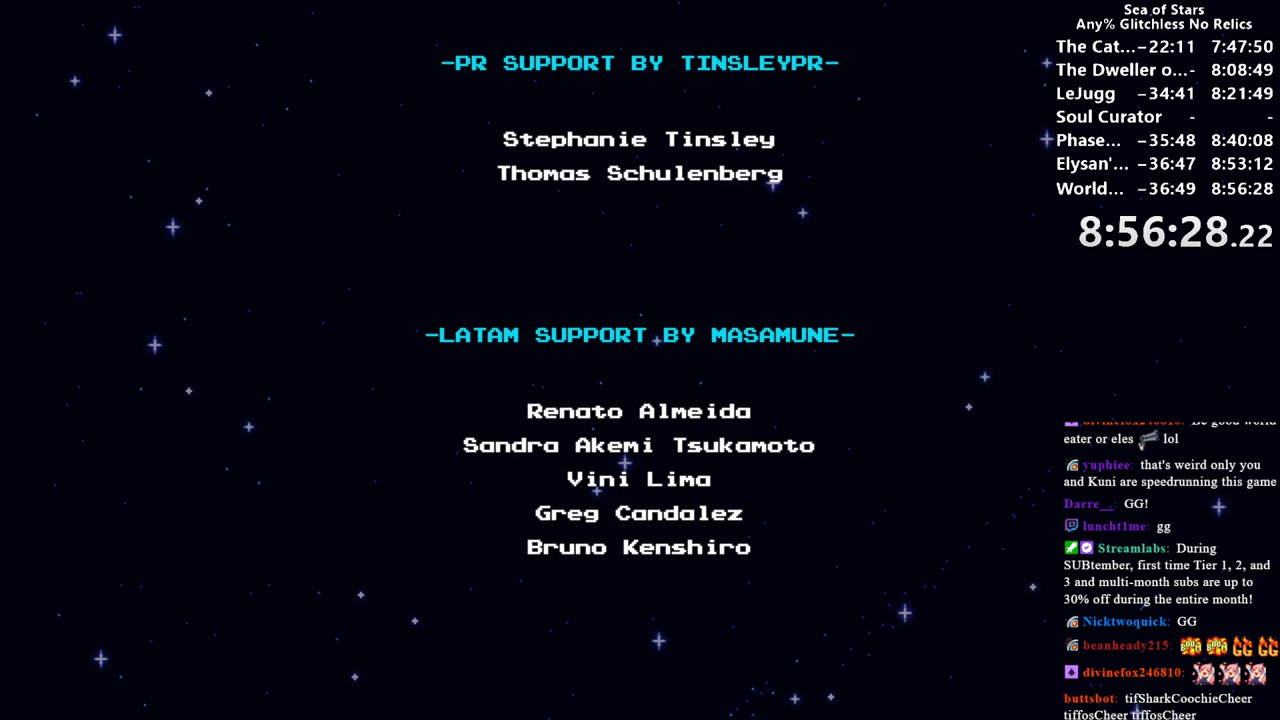 -PR SUPPORT BY TINSLEYPR-
Stephanie Tinsley
Thomas Schulenberg
-LATAM SUPPORT BY MASAMUNE-
Renato Almeida
Sandra Akemi Tsukamoto
Vini Lima
Greg Candalez
Bruno Kenshiro
Sea of Stars
Any% Glitchless No Relics
The Cat... −22:11 7:47:50
The Dweller o...- 8:08:49
LeJugg −34:41 8:21:49
Soul Curator - -
Phase... −35:48 8:40:08
Elysan'... −36:47 8:53:12
World... −36:49 8:56:28
8:56:28.22
eater or eles lol
yuphiee: that's weird only you
and Kuni are speedrunning this game
Darre__: GG!
luncht1me: gg
Streamlabs: During
SUBtember, first time Tier 1, 2, and
3 and multi-month subs are up to
30% off during the entire month!
Nicktwoquick: GG
beanheady215:
divinefox246810:
buttsbot: tifSharkCoochieCheer
tiffosCheer tiffosCheer